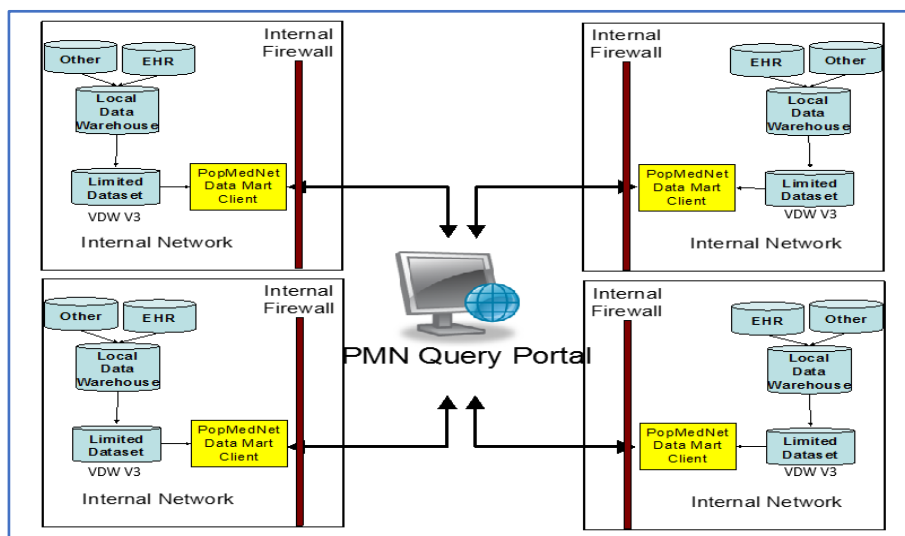 Internal
Firewall
Other
EHR
Local
Data
Warehouse
Limited
Dataset
VDW V3
PopMedNet
Data Mart
Client
Internal Network
Internal
Firewall
EHR
Other
Local
Data
Warehouse
PopMedNet
Data Mart
Client
Limited
Dataset
VDW V3
Internal Network
PMN Query Portal
Internal
Firewall
Other
EHR
Local
Data
Warehouse
Limited
Dataset
VDW V3
PopMedNet
Data Mart
Client
Internal Network
Internal
Firewall
EHR
Other
Local
Data
Warehouse
PopMedNet
Data Mart
Client
Limited
Dataset
VDW V3
Internal Network